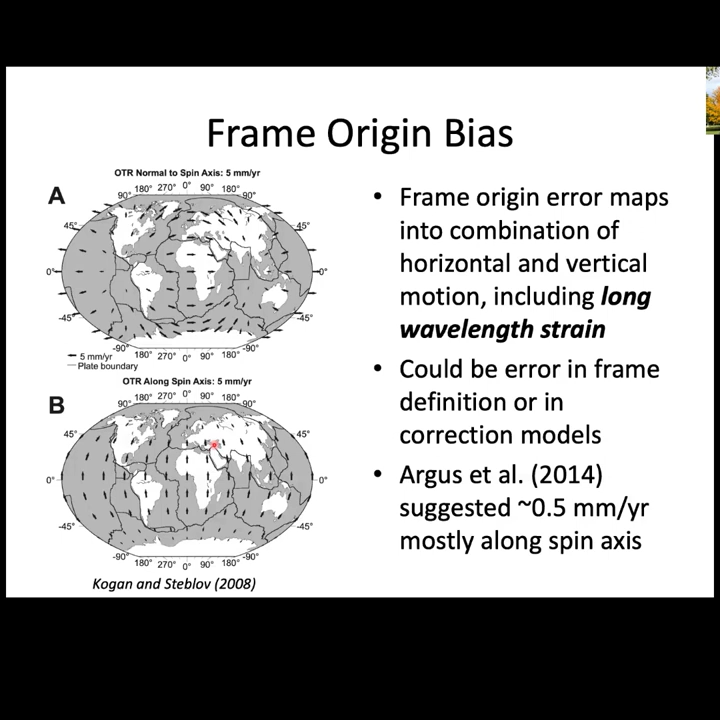 Frame Origin Bias
OTR Normal to Spin Axis: 5 mm/yr
A
90° 180° 270° 0° 90° 180° -90°
45° 45°
0° 0°
-45° -45°
-90° 180° 270° 0° 90° 180° -90°
5 mm/yr
Plate boundary
OTR Along Spin Axis: 5 mm/yr
B
90° 180° 270° 0° 90° 180° 90°
45° 45°
0° 0°
-45° -45°
-90° 180° 270° 0° 90° 180° -90°
Kogan and Steblov (2008)
• Frame origin error maps
into combination of
horizontal and vertical
motion, including long
wavelength strain
• Could be error in frame
definition or in
correction models
• Argus et al. (2014)
suggested ~0.5 mm/yr
mostly along spin axis